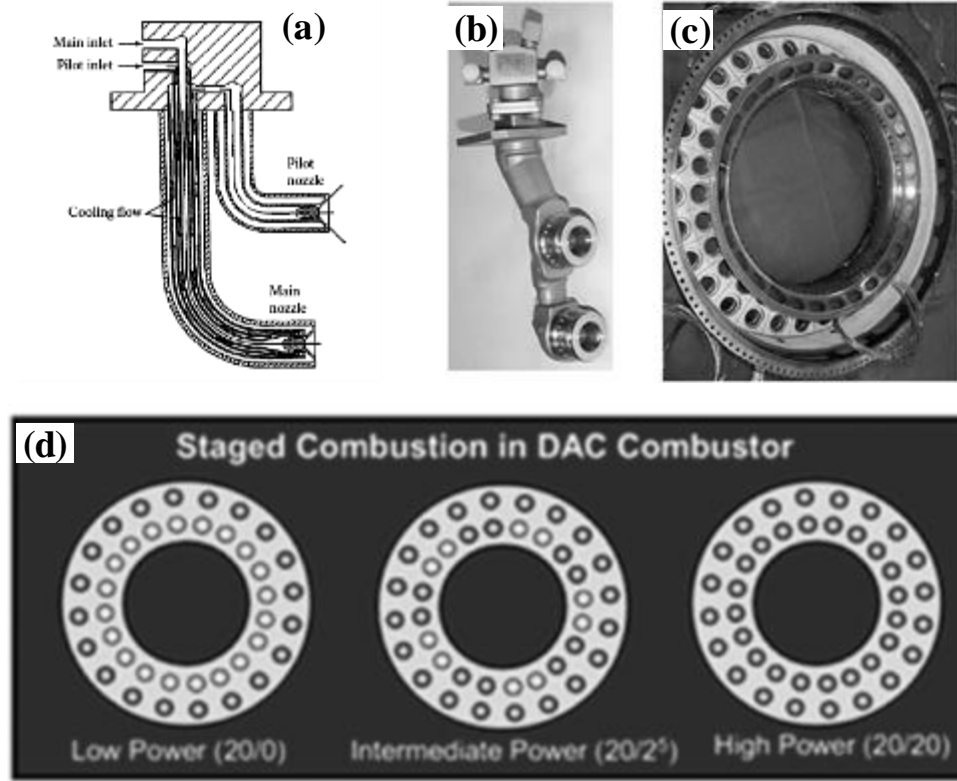 (a)
Main inlet
Pilot inlet
Pilot
nozzle
Cooling flow
Main
nozzle
(b)
(c)
(d)
Staged Combustion in DAC Combustor
Low Power (20/0)
Intermediate Power (20/2⁵)
High Power (20/20)